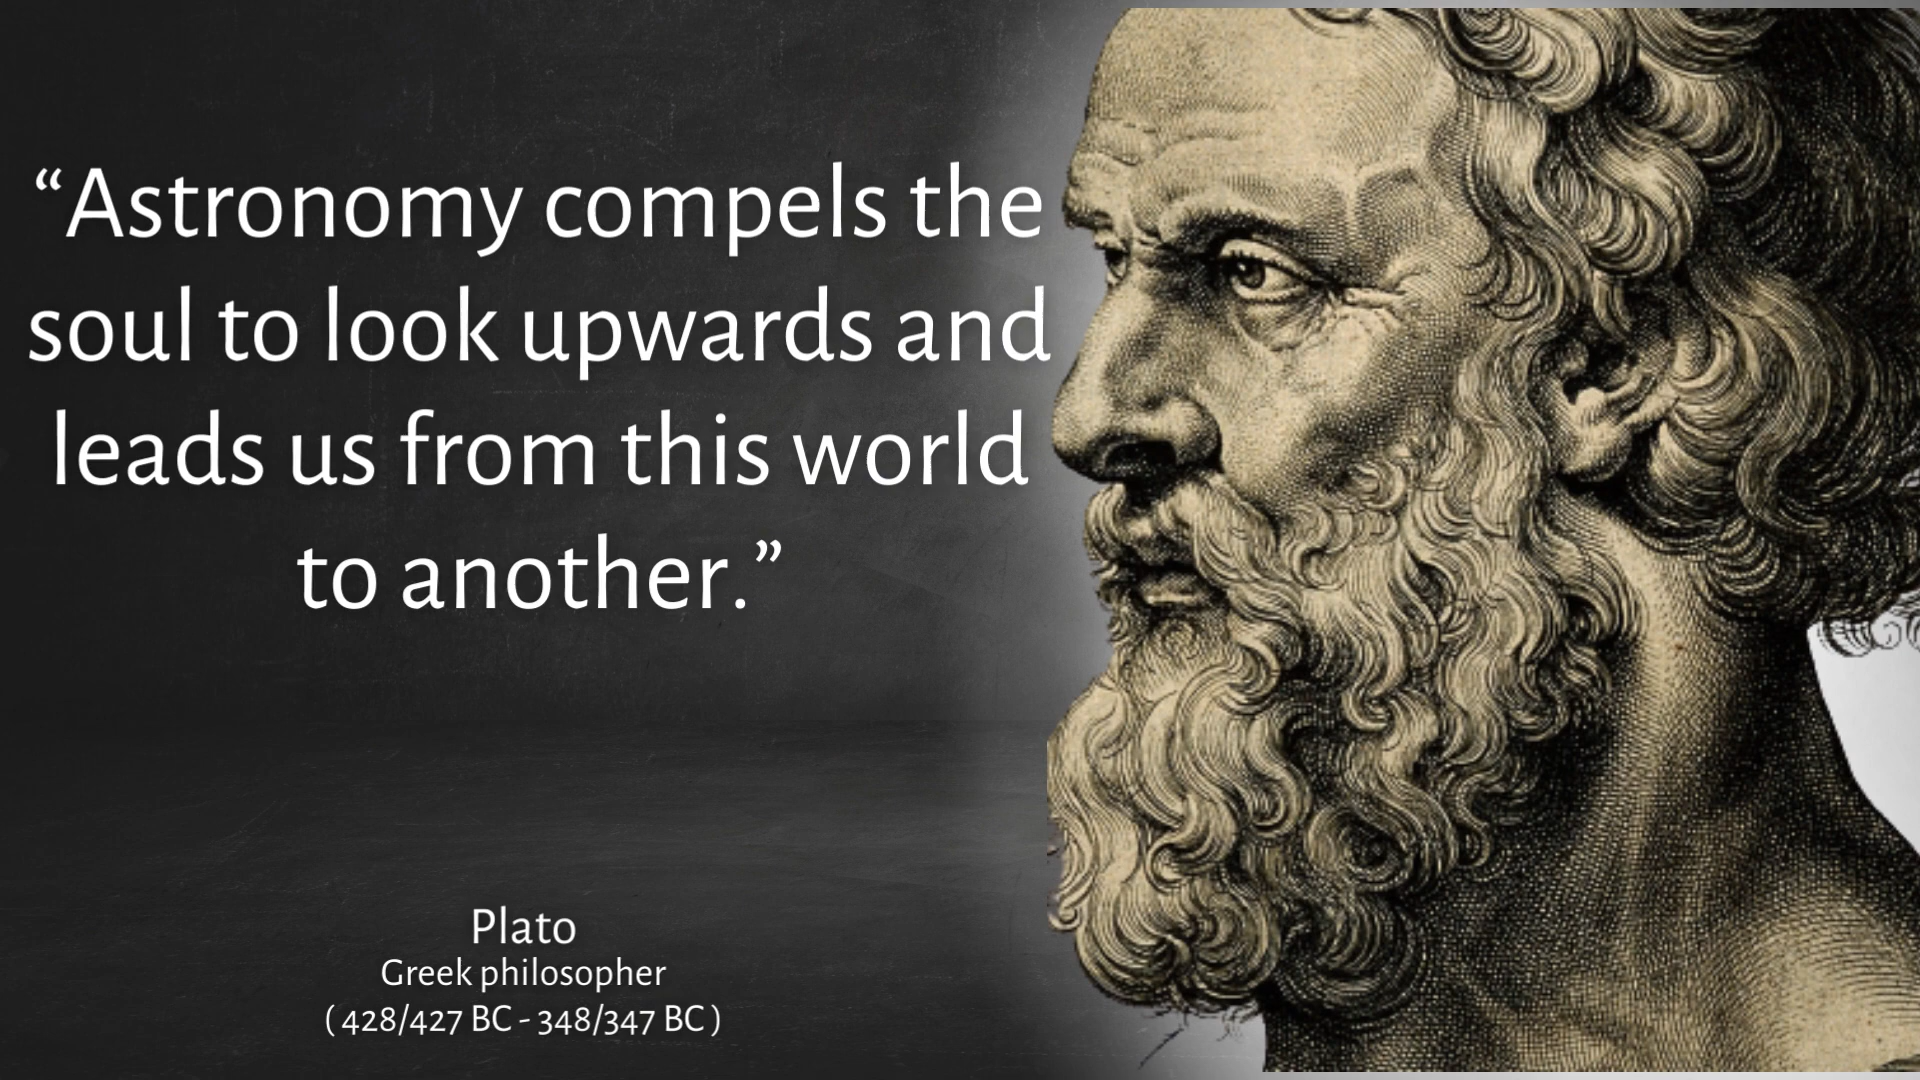 “Astronomy compels the
soul to look upwards and
leads us from this world
to another.”
Plato
Greek philosopher
( 428/427 BC - 348/347 BC )